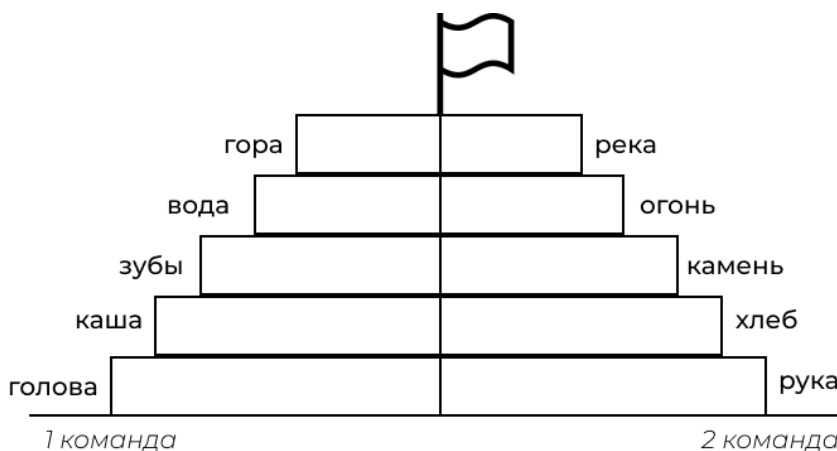 гора река
вода огонь
зубы камень
каша хлеб
голова рука
1 команда 2 команда